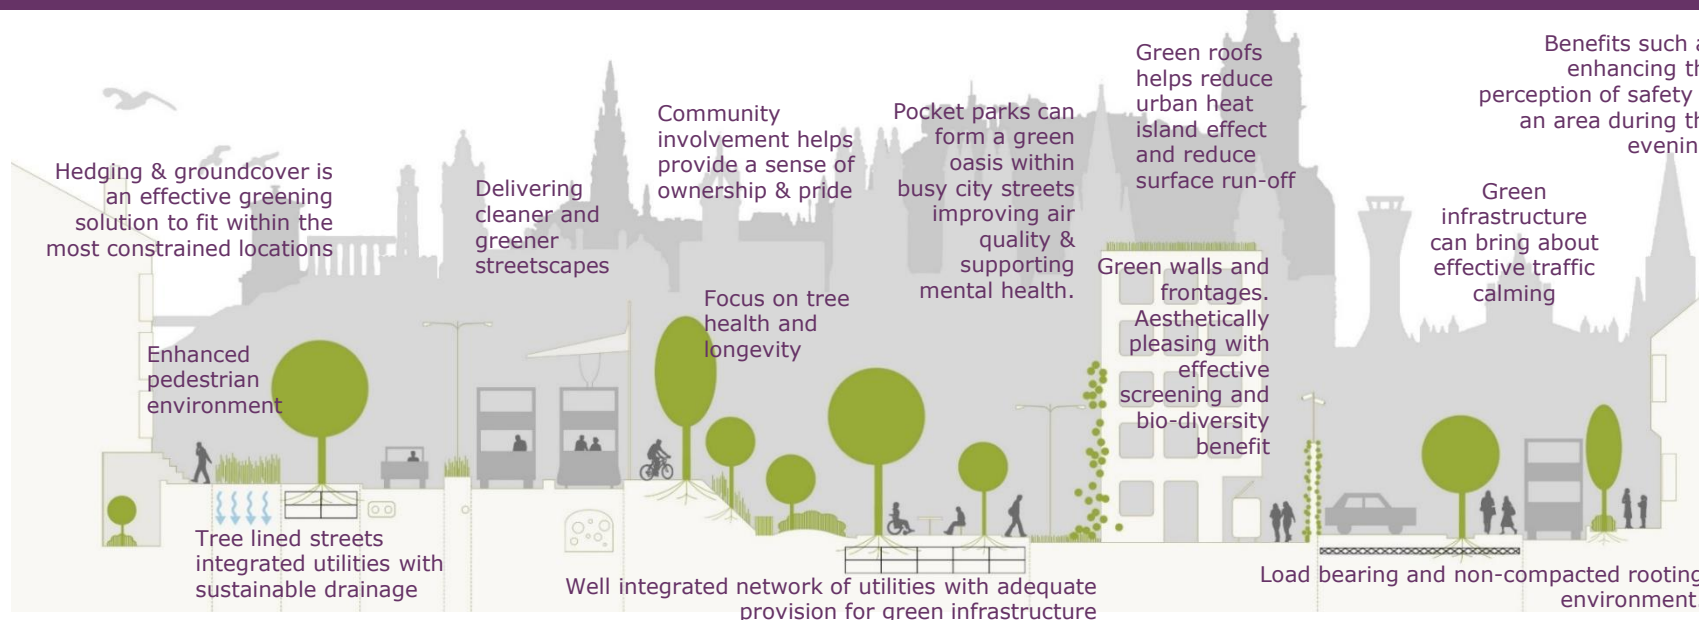 Hedging & groundcover is
an effective greening
solution to fit within the
most constrained locations
Enhanced
pedestrian
environment
Tree lined streets
integrated utilities with
sustainable drainage
Delivering
cleaner and
greener
streetscapes
Community
involvement helps
provide a sense of
ownership & pride
Focus on tree
health and
longevity
Well integrated network of utilities with adequate
provision for green infrastructure
Pocket parks can
form a green
oasis within
busy city streets
improving air
quality &
supporting
mental health.
Green roofs
helps reduce
urban heat
island effect
and reduce
surface run-off
Green walls and
frontages.
Aesthetically
pleasing with
effective
screening and
bio-diversity
benefit
Green
infrastructure
can bring about
effective traffic
calming
Benefits such
enhancing
perception of safety
an area during
Load bearing and non-compacted rooting
environment.